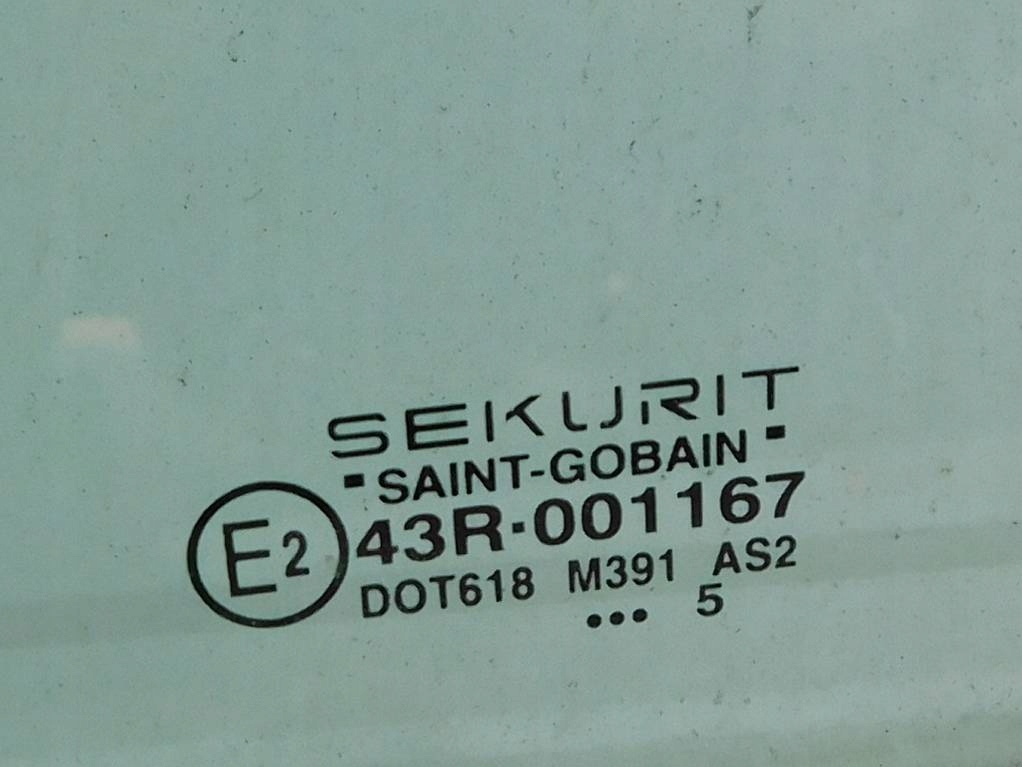 SEKURIT
▪SAINT-GOBAIN▪
E2 43R·001167
DOT618 M391 AS2
••• 5